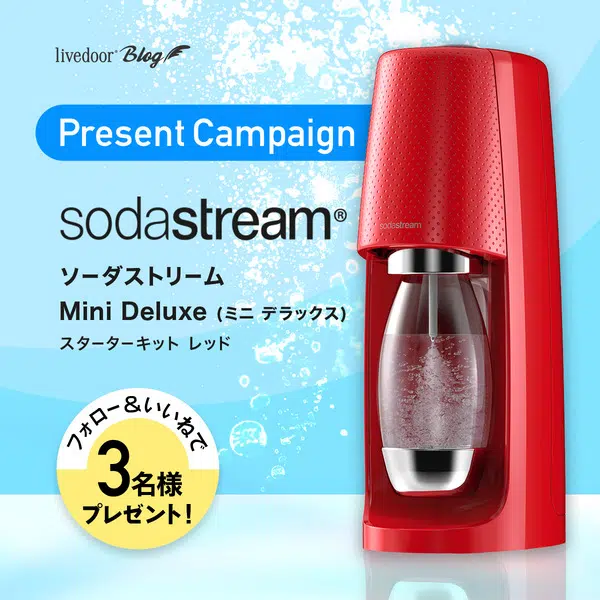 livedoor® Blog
Present Campaign
sodastream®
ソーダストリーム
Mini Deluxe (ミニ デラックス)
スターターキット レッド
フォロー&いいねで
3名様
プレゼント!
sodastream